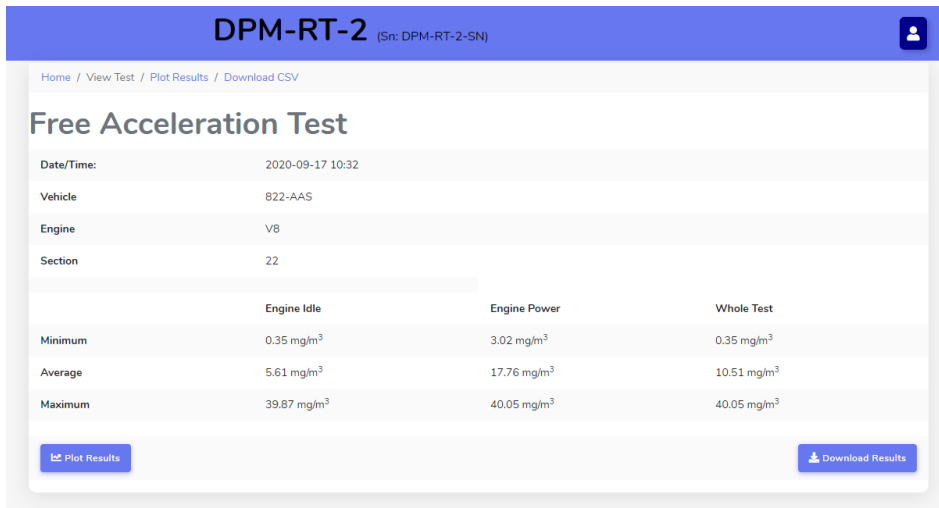 DPM-RT-2 (Sn: DPM-RT-2-SN)
Home / View Test / Plot Results / Download CSV
Free Acceleration Test
Date/Time: 2020-09-17 10:32
Vehicle 822-AAS
Engine V8
Section 22
Engine Idle Engine Power Whole Test
Minimum 0.35 mg/m³ 3.02 mg/m³ 0.35 mg/m³
Average 5.61 mg/m³ 17.76 mg/m³ 10.51 mg/m³
Maximum 39.87 mg/m³ 40.05 mg/m³ 40.05 mg/m³
Plot Results Download Results